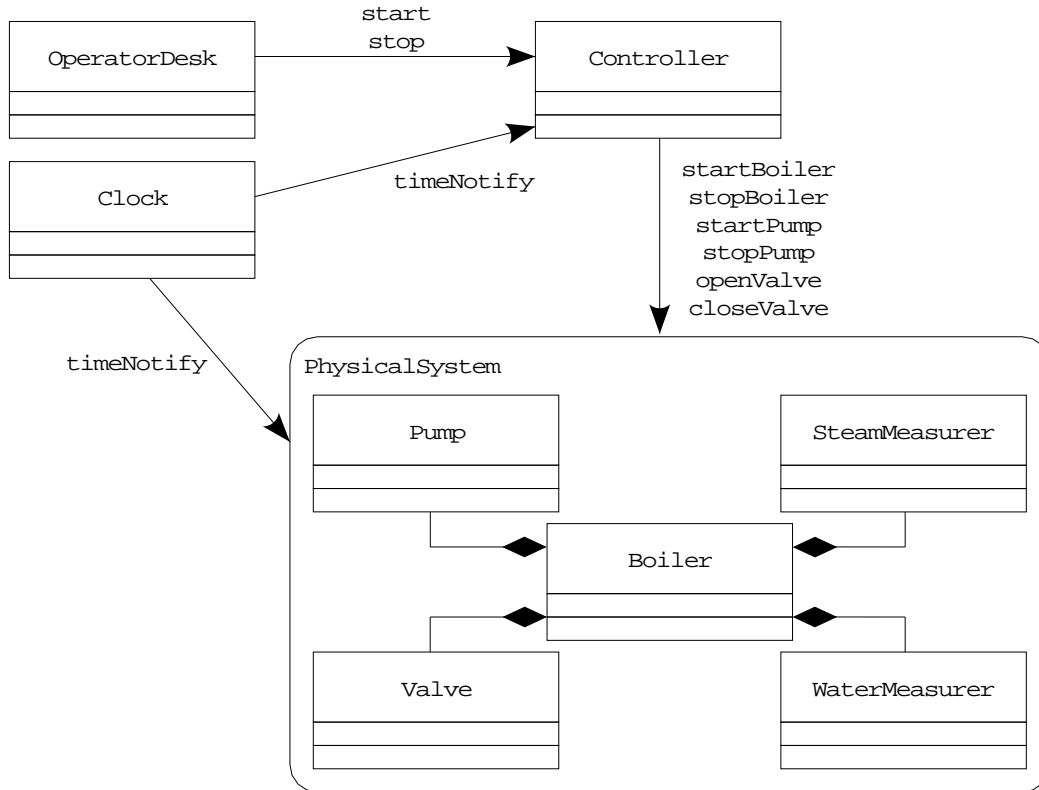 start
stop
OperatorDesk
Controller
Clock
timeNotify
startBoiler
stopBoiler
startPump
stopPump
openValve
closeValve
timeNotify
PhysicalSystem
Pump
SteamMeasurer
Boiler
Valve
WaterMeasurer